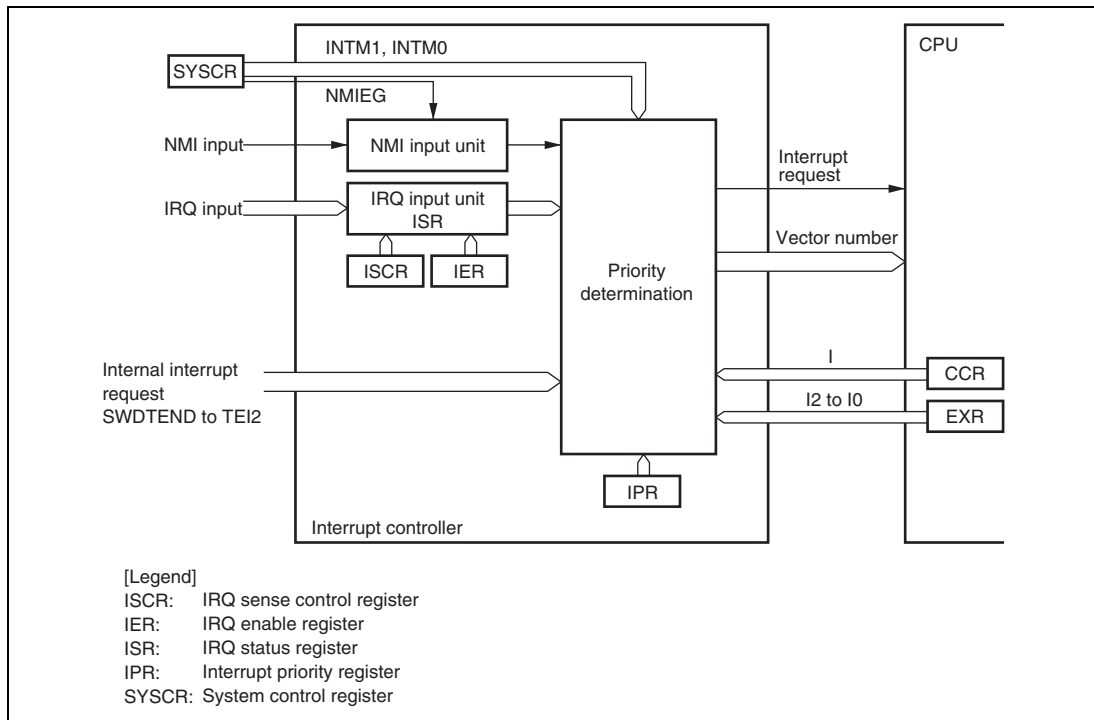 INTM1, INTM0
CPU
SYSCR
NMIEG
NMI input
NMI input unit
Interrupt
request
IRQ input
IRQ input unit
ISR
Vector number
ISCR
IER
Priority
determination
Internal interrupt
request
SWDTEND to TEI2
I
CCR
I2 to I0
EXR
IPR
Interrupt controller
[Legend]
ISCR: IRQ sense control register
IER: IRQ enable register
ISR: IRQ status register
IPR: Interrupt priority register
SYSCR: System control register